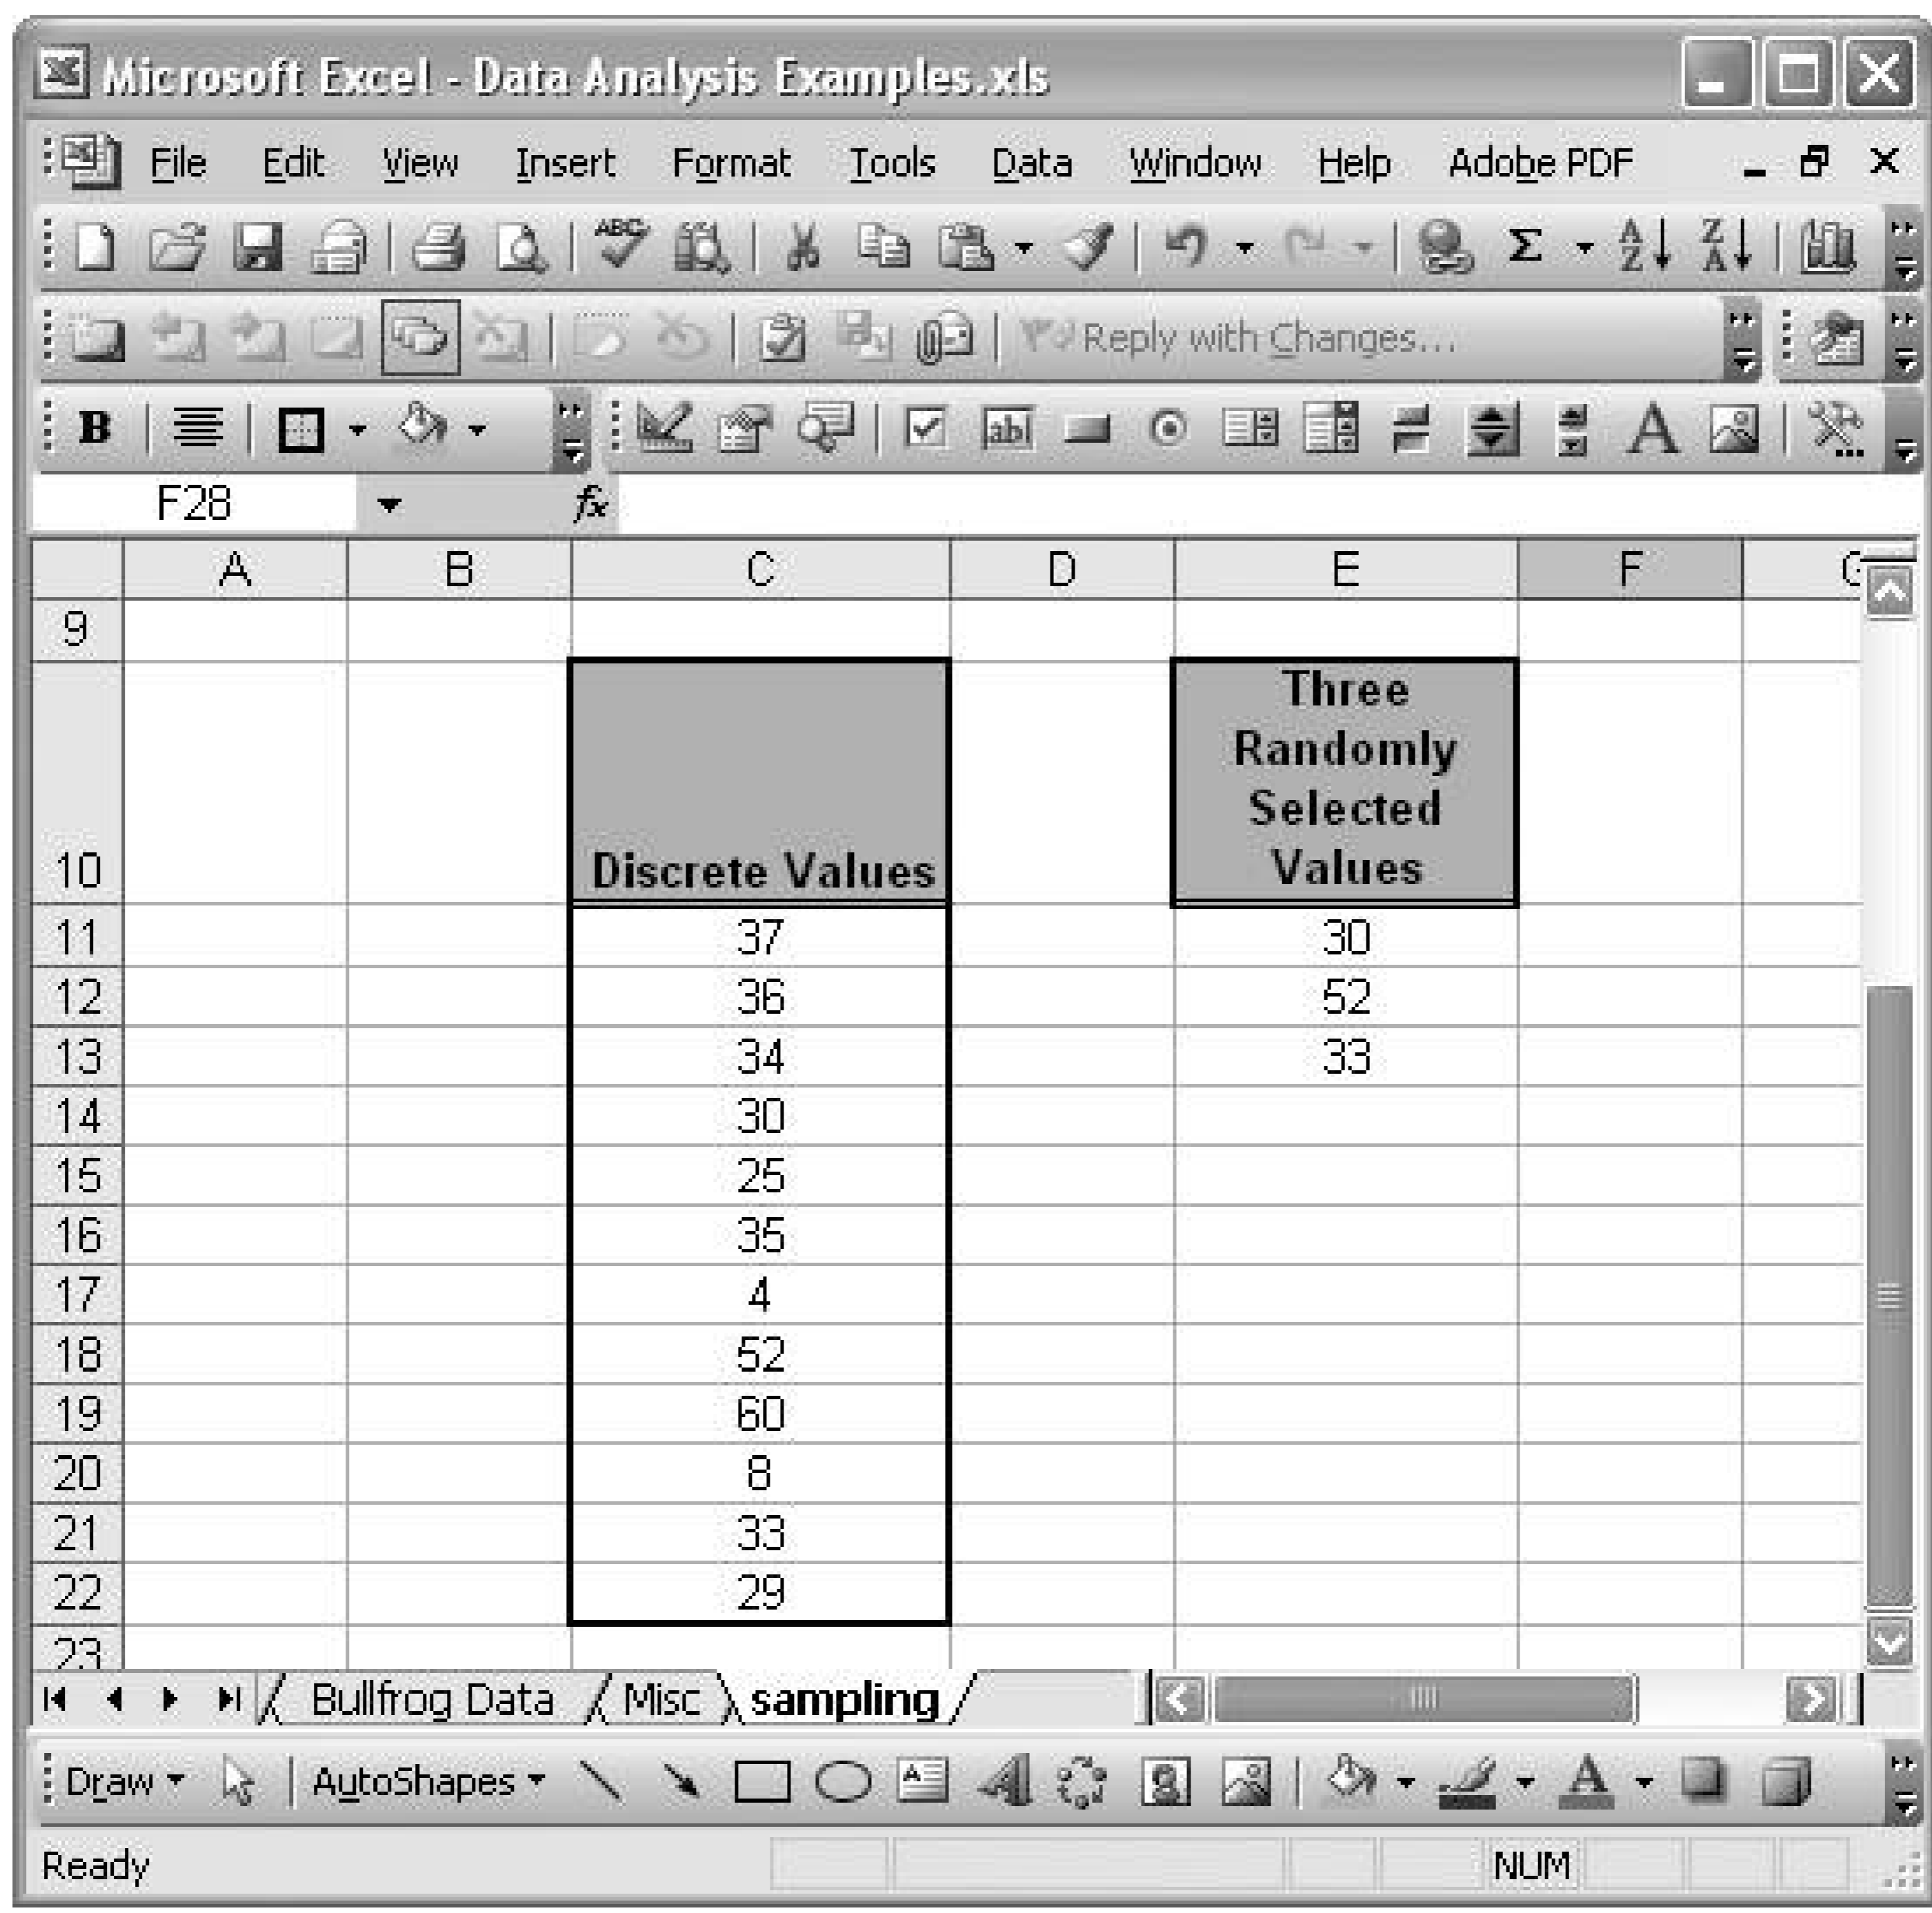 Microsoft Excel - Data Analysis Examples.xls
File Edit View Insert Format Tools Data Window Help Adobe PDF
ABC Σ A Z Z A
Reply with Changes...
B ab A
F28 fx
A B C D E F
9
Three
Randomly
Selected
10 Discrete Values Values
11 37 30
12 36 52
13 34 33
14 30
15 25
16 35
17 4
18 52
19 60
20 8
21 33
22 29
23
Bullfrog Data Misc sampling
Draw AutoShapes A A A
Ready NUM